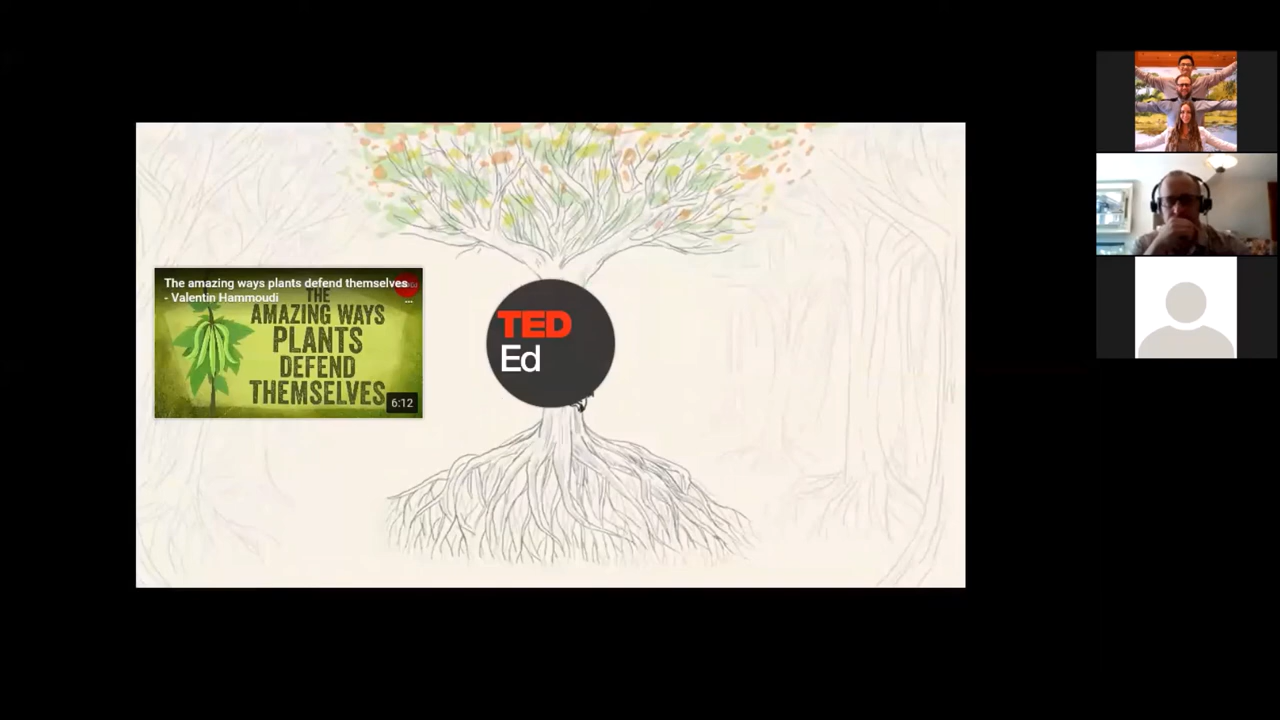 The amazing ways plants defend themselves
- Valentin Hammoudi
THE
AMAZING WAYS
PLANTS
DEFEND
THEMSELVES
6:12
TED
Ed